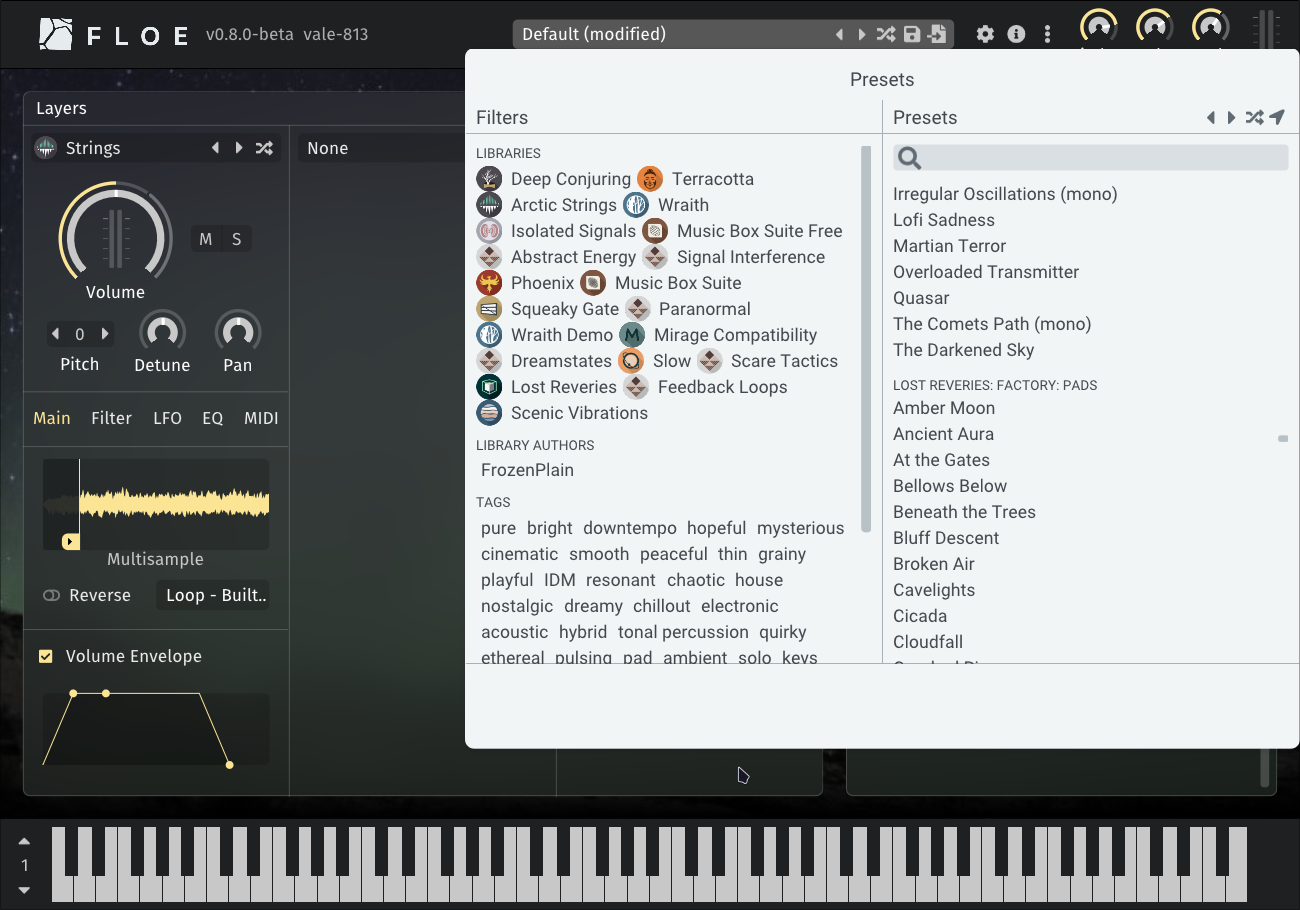 FLOE v0.8.0-beta vale-813
Default (modified)
Presets
Layers
Strings
None
M S
Volume
0
Pitch Detune Pan
Main Filter LFO EQ MIDI
Multisample
Reverse Loop - Built..
Volume Envelope
Filters
LIBRARIES
Deep Conjuring Terracotta
Arctic Strings Wraith
Isolated Signals Music Box Suite Free
Abstract Energy Signal Interference
Phoenix Music Box Suite
Squeaky Gate Paranormal
Wraith Demo M Mirage Compatibility
Dreamstates Slow Scare Tactics
Lost Reveries Feedback Loops
Scenic Vibrations
LIBRARY AUTHORS
FrozenPlain
TAGS
pure bright downtempo hopeful mysterious
cinematic smooth peaceful thin grainy
playful IDM resonant chaotic house
nostalgic dreamy chillout electronic
acoustic hybrid tonal percussion quirky
ethereal pulsing pad ambient solo keys
Presets
Irregular Oscillations (mono)
Lofi Sadness
Martian Terror
Overloaded Transmitter
Quasar
The Comets Path (mono)
The Darkened Sky
LOST REVERIES: FACTORY: PADS
Amber Moon
Ancient Aura
At the Gates
Bellows Below
Beneath the Trees
Bluff Descent
Broken Air
Cavelights
Cicada
Cloudfall
1